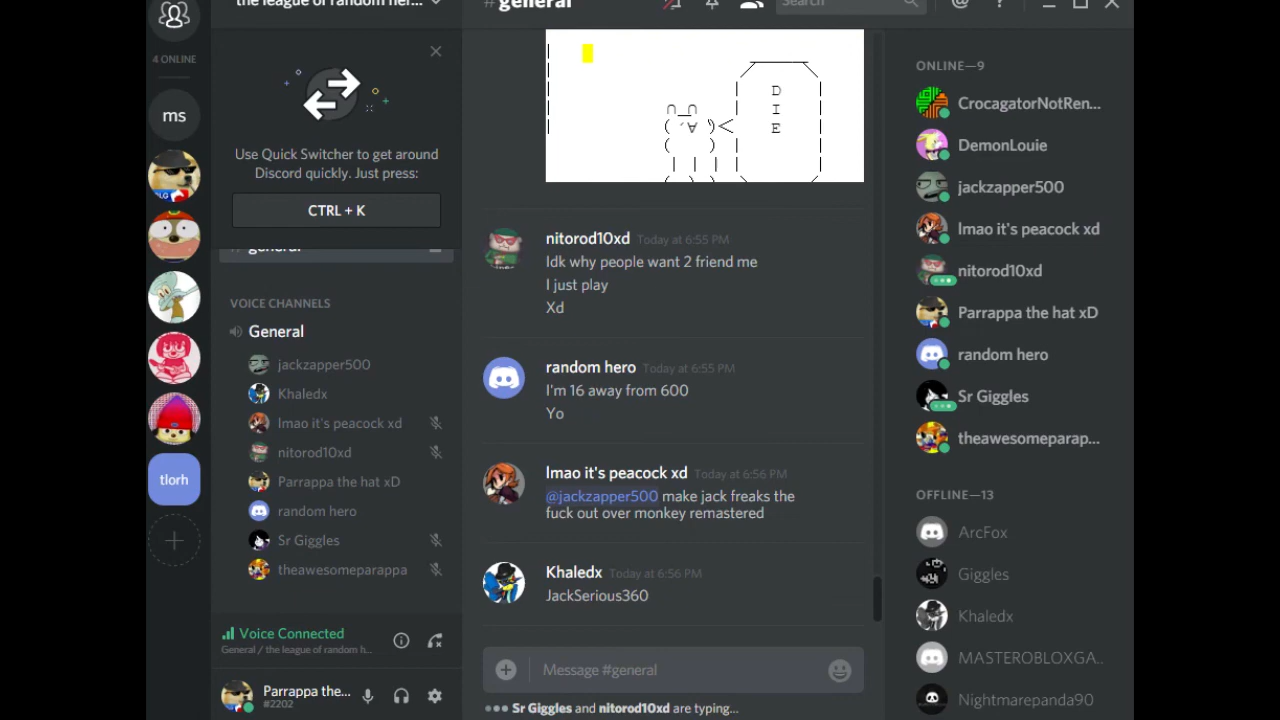 the league of random her...
#general
Search
4 ONLINE
ms
tlorh
Use Quick Switcher to get around
Discord quickly. Just press:
CTRL + K
general
VOICE CHANNELS
General
jackzapper500
Khaledx
lmao it's peacock xd
nitorod10xd
Parrappa the hat xD
random hero
Sr Giggles
theawesomeparappa
Voice Connected
General / the league of random h...
Parrappa the...
#2202
D
I
E
nitorod10xd Today at 6:55 PM
Idk why people want 2 friend me
I just play
Xd
random hero Today at 6:55 PM
I'm 16 away from 600
Yo
lmao it's peacock xd Today at 6:56 PM
@jackzapper500 make jack freaks the
fuck out over monkey remastered
Khaledx Today at 6:56 PM
JackSerious360
Message #general
Sr Giggles and nitorod10xd are typing...
ONLINE—9
CrocagatorNotRen...
DemonLouie
jackzapper500
lmao it's peacock xd
nitorod10xd
Parrappa the hat xD
random hero
Sr Giggles
theawesomeparap...
OFFLINE—13
ArcFox
Giggles
Khaledx
MASTEROBLOXGA..
Nightmarepanda90